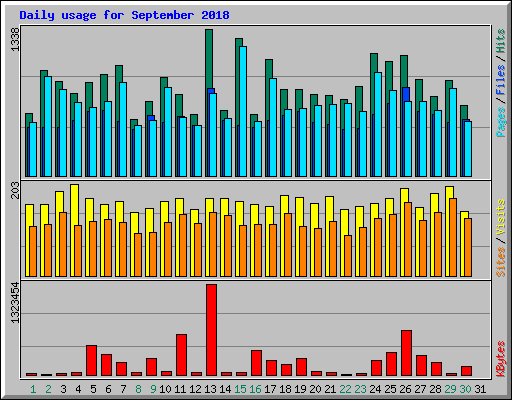 Daily usage for September 2018
1338
Pages / Files / Hits
203
Sites / Visits
1323454
KBytes
1 2 3 4 5 6 7 8 9 10 11 12 13 14 15 16 17 18 19 20 21 22 23 24 25 26 27 28 29 30 31